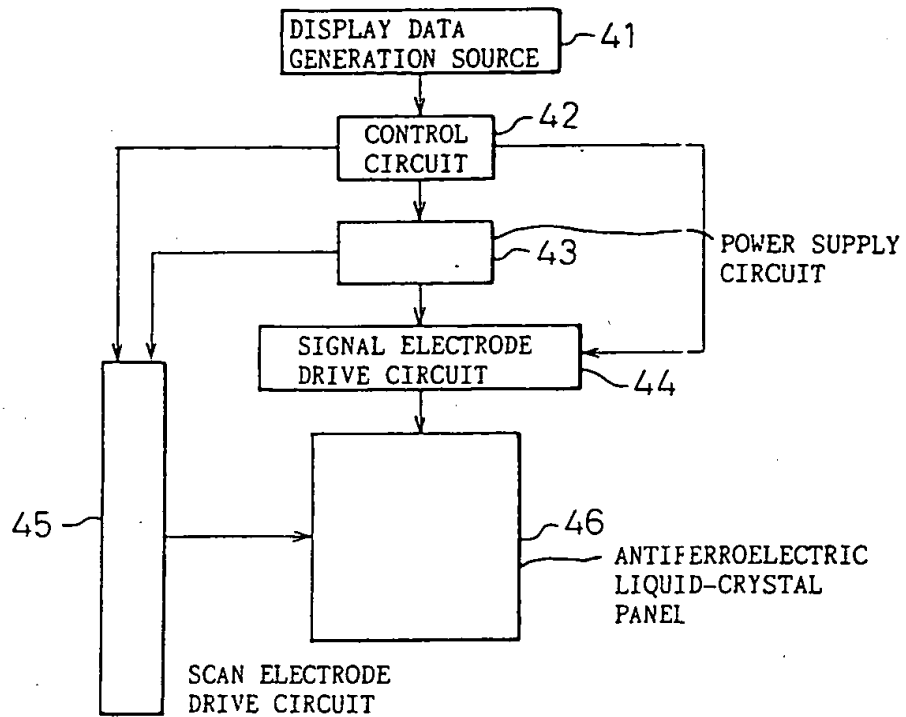 DISPLAY DATA
GENERATION SOURCE
41
CONTROL
CIRCUIT
42
43
POWER SUPPLY
CIRCUIT
SIGNAL ELECTRODE
DRIVE CIRCUIT
44
45
46
ANTIFERROELECTRIC
LIQUID-CRYSTAL
PANEL
SCAN ELECTRODE
DRIVE CIRCUIT